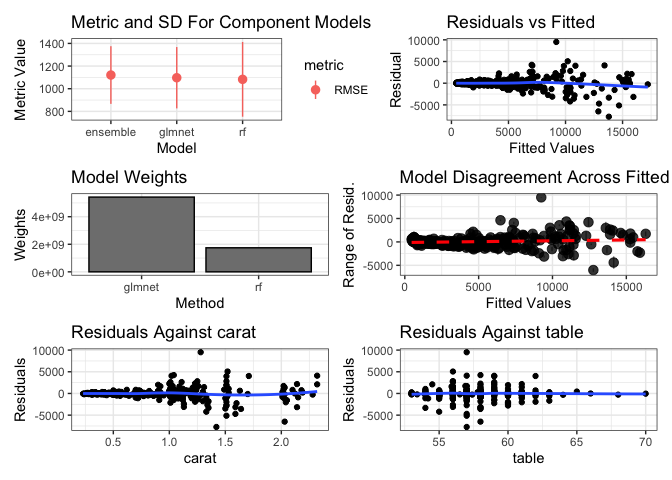 Metric and SD For Component Models
Metric Value
1400
1200
1000
800
ensemble glmnet rf
Model
metric
RMSE
Residuals vs Fitted
Residual
10000
5000
0
-5000
0 5000 10000 15000
Fitted Values
Model Weights
Weights
4e+09
2e+09
0e+00
glmnet rf
Method
Model Disagreement Across Fitted
Range of Resid.
10000
5000
0
-5000
0 5000 10000 15000
Fitted Values
Residuals Against carat
Residuals
10000
5000
0
-5000
0.5 1.0 1.5 2.0
carat
Residuals Against table
Residuals
10000
5000
0
-5000
55 60 65 70
table